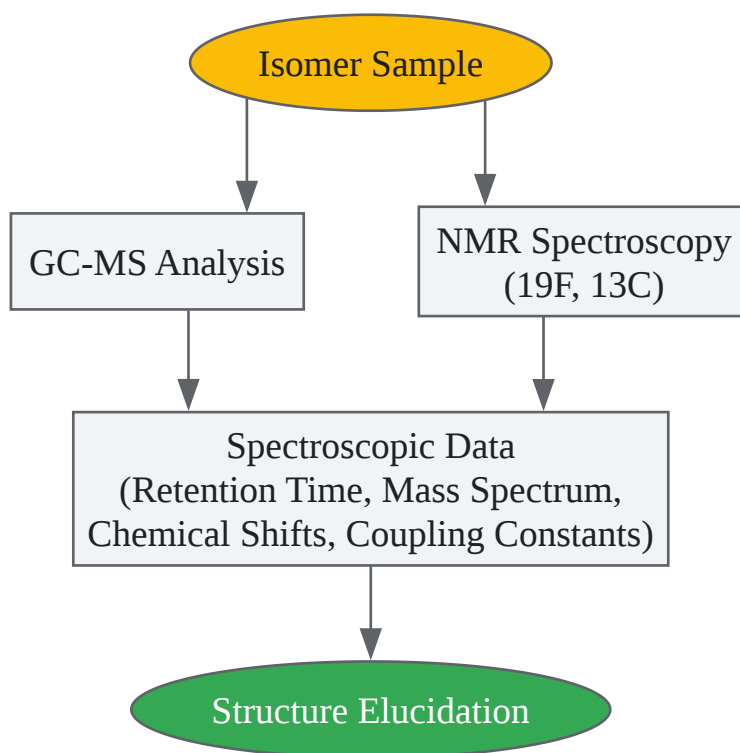 Isomer Sample
GC-MS Analysis
NMR Spectroscopy
(19F, 13C)
Spectroscopic Data
(Retention Time, Mass Spectrum,
Chemical Shifts, Coupling Constants)
Structure Elucidation